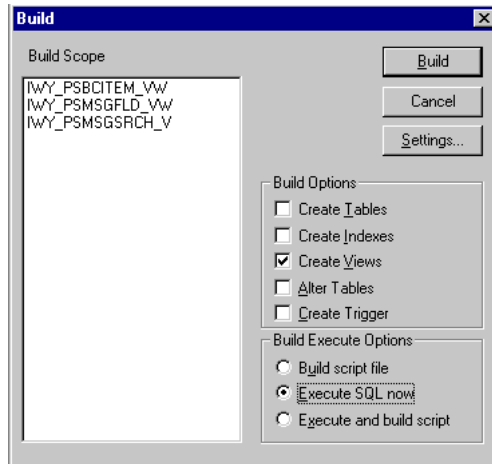 Build
Build Scope
IWY_PSBCITEM_VW
IWY_PSMSGFLD_VW
IWY_PSMSGSRCH_V
Build
Cancel
Settings...
Build Options
Create Tables
Create Indexes
Create Views
Alter Tables
Create Trigger
Build Execute Options
Build script file
Execute SQL now
Execute and build script